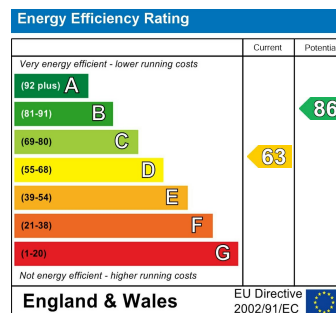 Energy Efficiency Rating
Current Potential
Very energy efficient - lower running costs
(92 plus) A
(81-91) B
86
(69-80) C
63
(55-68) D
(39-54) E
(21-38) F
(1-20) G
Not energy efficient - higher running costs
England & Wales
EU Directive
2002/91/EC